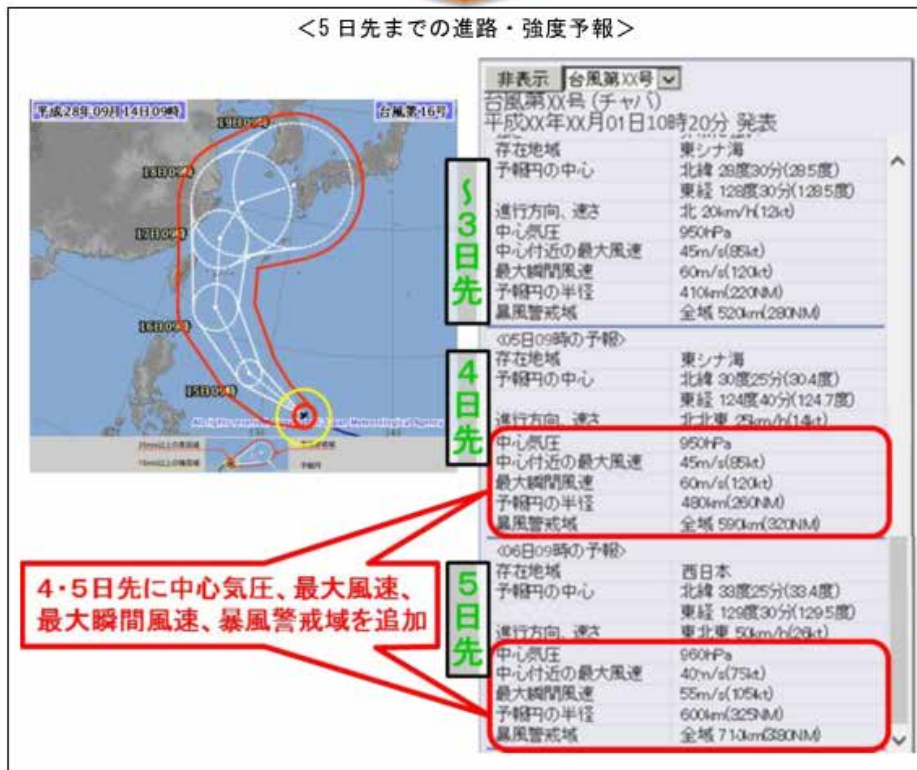 <5日先までの進路・強度予報>
平成28年09月14日09時
台風第16号
19日09時
18日09時
17日09時
16日09時
15日09時
130
140
非表示 台風第XX号
台風第XX号 (チャバ)
平成XX年XX月01日10時20分 発表
~3日先
存在地域 東シナ海
予報円の中心 北緯 28度30分(28.5度)
東経 128度30分(128.5度)
進行方向、速さ 北 20km/h(12kt)
中心気圧 950hPa
中心付近の最大風速 45m/s(85kt)
最大瞬間風速 60m/s(120kt)
予報円の半径 410km(220NM)
暴風警戒域 全域 520km(280NM)
4日先
<05日09時の予報>
存在地域 東シナ海
予報円の中心 北緯 30度25分(30.4度)
東経 124度40分(124.7度)
進行方向、速さ 北北東 25km/h(14kt)
中心気圧 950hPa
中心付近の最大風速 45m/s(85kt)
最大瞬間風速 60m/s(120kt)
予報円の半径 480km(260NM)
暴風警戒域 全域 590km(320NM)
5日先
<06日09時の予報>
存在地域 西日本
予報円の中心 北緯 33度25分(33.4度)
東経 129度30分(129.5度)
進行方向、速さ 東北東 50km/h(26kt)
中心気圧 960hPa
中心付近の最大風速 40m/s(75kt)
最大瞬間風速 55m/s(105kt)
予報円の半径 600km(325NM)
暴風警戒域 全域 710km(380NM)
4・5日先に中心気圧、最大風速、
最大瞬間風速、暴風警戒域を追加